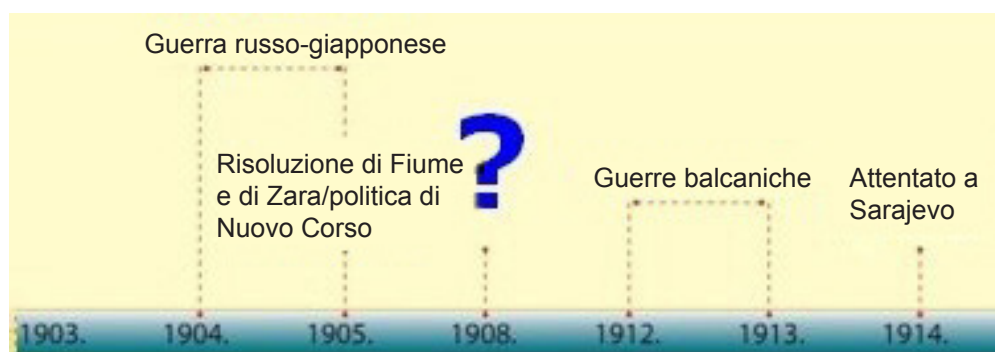 Guerra russo-giapponese
Risoluzione di Fiume
e di Zara/politica di
Nuovo Corso
?
Guerre balcaniche
Attentato a
Sarajevo
1903. 1904. 1905. 1908. 1912. 1913. 1914.